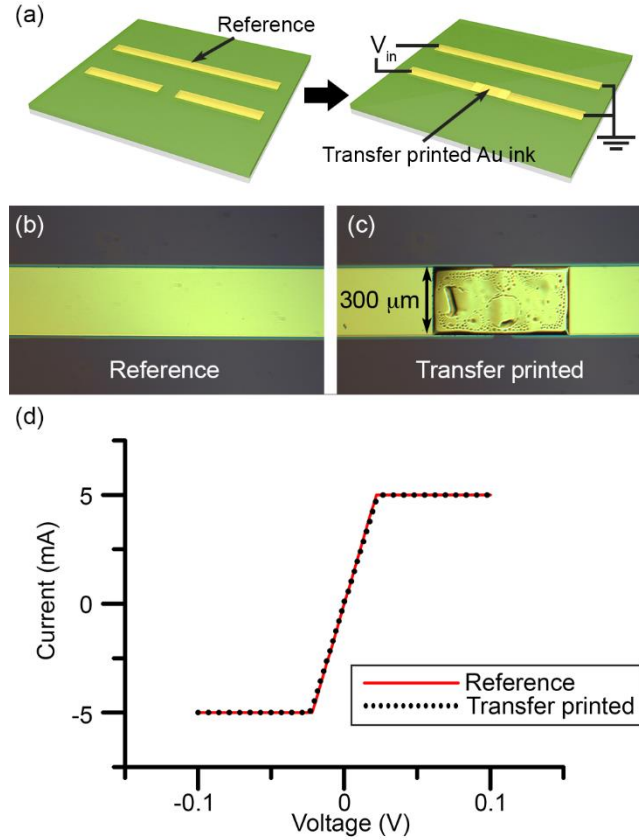 (a)
Reference
V_in
Transfer printed Au ink
(b)
Reference
(c)
300 μm
Transfer printed
(d)
Current (mA)
5
0
-5
-0.1
0
0.1
Voltage (V)
Reference
Transfer printed